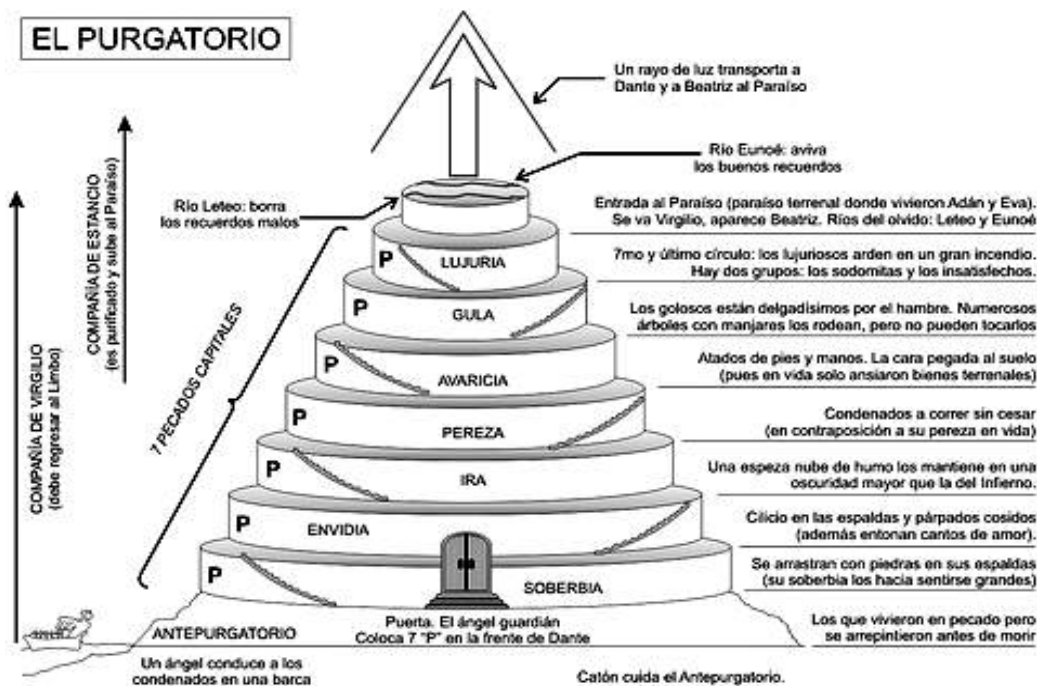 EL PURGATORIO
Un rayo de luz transporta a
Dante y a Beatriz al Paraíso
Río Eunoé: aviva
los buenos recuerdos
Río Leteo: borra
los recuerdos malos
Entrada al Paraíso (paraíso terrenal donde vivieron Adán y Eva).
Se va Virgilio, aparece Beatriz. Ríos del olvido: Leteo y Eunoé
P
LUJURIA
7mo y último círculo: los lujuriosos arden en un gran incendio.
Hay dos grupos: los sodomitas y los insatisfechos.
P
GULA
Los golosos están delgadísimos por el hambre. Numerosos
árboles con manjares los rodean, pero no pueden tocarlos
P
AVARICIA
Atados de pies y manos. La cara pegada al suelo
(pues en vida solo ansiaron bienes terrenales)
P
PEREZA
Condenados a correr sin cesar
(en contraposición a su pereza en vida)
P
IRA
Una espeza nube de humo los mantiene en una
oscuridad mayor que la del Infierno.
P
ENVIDIA
Cilicio en las espaldas y párpados cosidos
(además entonan cantos de amor).
P
SOBERBIA
Se arrastran con piedras en sus espaldas
(su soberbia los hacía sentirse grandes)
7 PECADOS CAPITALES
COMPAÑÍA DE ESTANCIO
(es purificado y sube al Paraíso)
COMPAÑÍA DE VIRGILIO
(debe regresar al Limbo)
ANTEPURGATORIO
Puerta. El ángel guardián
Coloca 7 "P" en la frente de Dante
Los que vivieron en pecado pero
se arrepintieron antes de morir
Un ángel conduce a los
condenados en una barca
Catón cuida el Antepurgatorio.